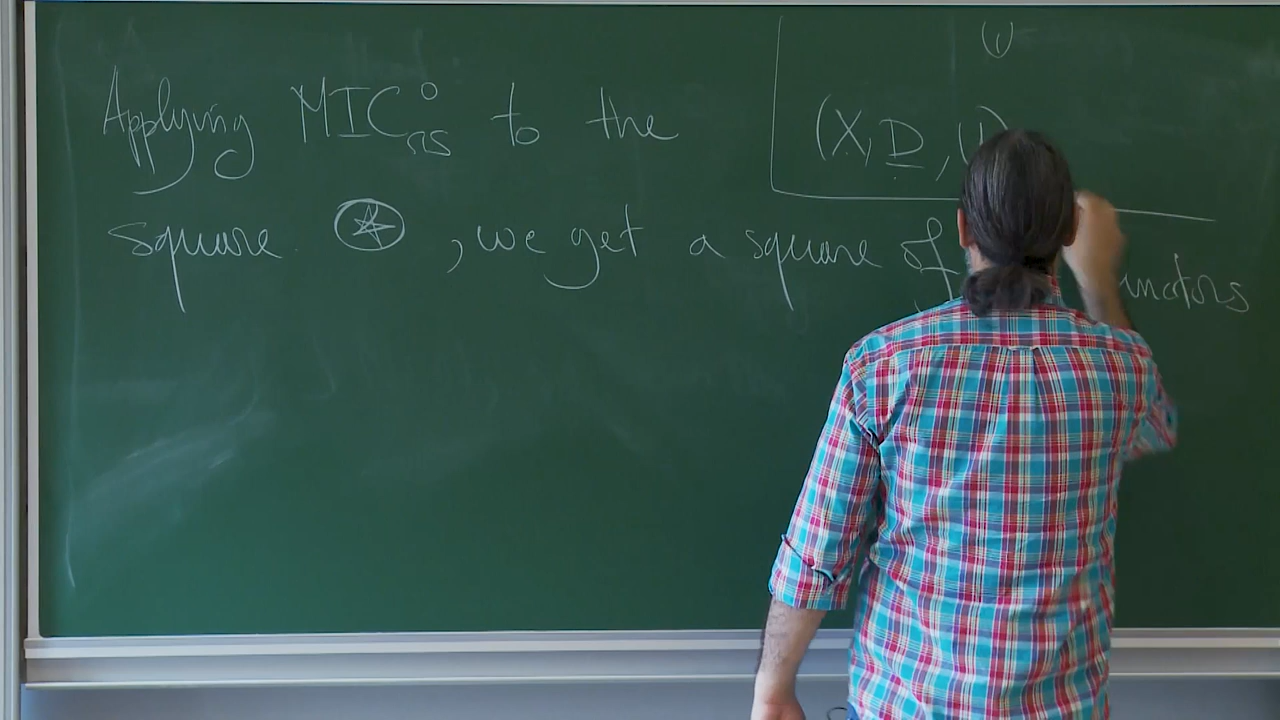 U
(X, D, U)
Applying MIC°ᵣₛ to the
square ⍟, we get a square of